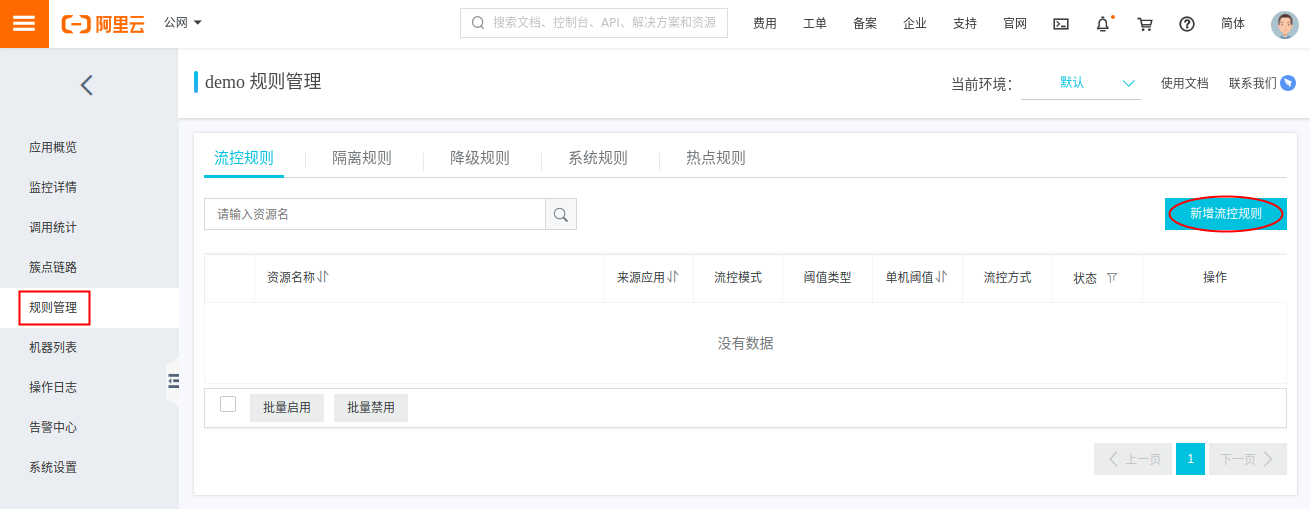 阿里云 公网 搜索文档、控制台、API、解决方案和资源 费用 工单 备案 企业 支持 官网 简体
demo 规则管理 当前环境： 默认 使用文档 联系我们
应用概览
监控详情
调用统计
簇点链路
规则管理
机器列表
操作日志
告警中心
系统设置
流控规则 隔离规则 降级规则 系统规则 热点规则
请输入资源名 新增流控规则
资源名称 来源应用 流控模式 阈值类型 单机阈值 流控方式 状态 操作
没有数据
批量启用 批量禁用
上一页 1 下一页